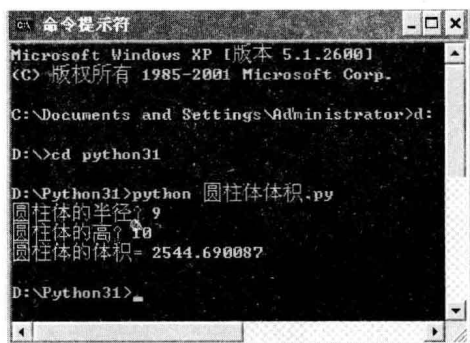 命令提示符
Microsoft Windows XP [版本 5.1.2600]
(C) 版权所有 1985-2001 Microsoft Corp.
C:\Documents and Settings\Administrator>d:
D:\>cd python31
D:\Python31>python 圆柱体体积.py
圆柱体的半径? 9
圆柱体的高? 10
圆柱体的体积= 2544.690087
D:\Python31>_